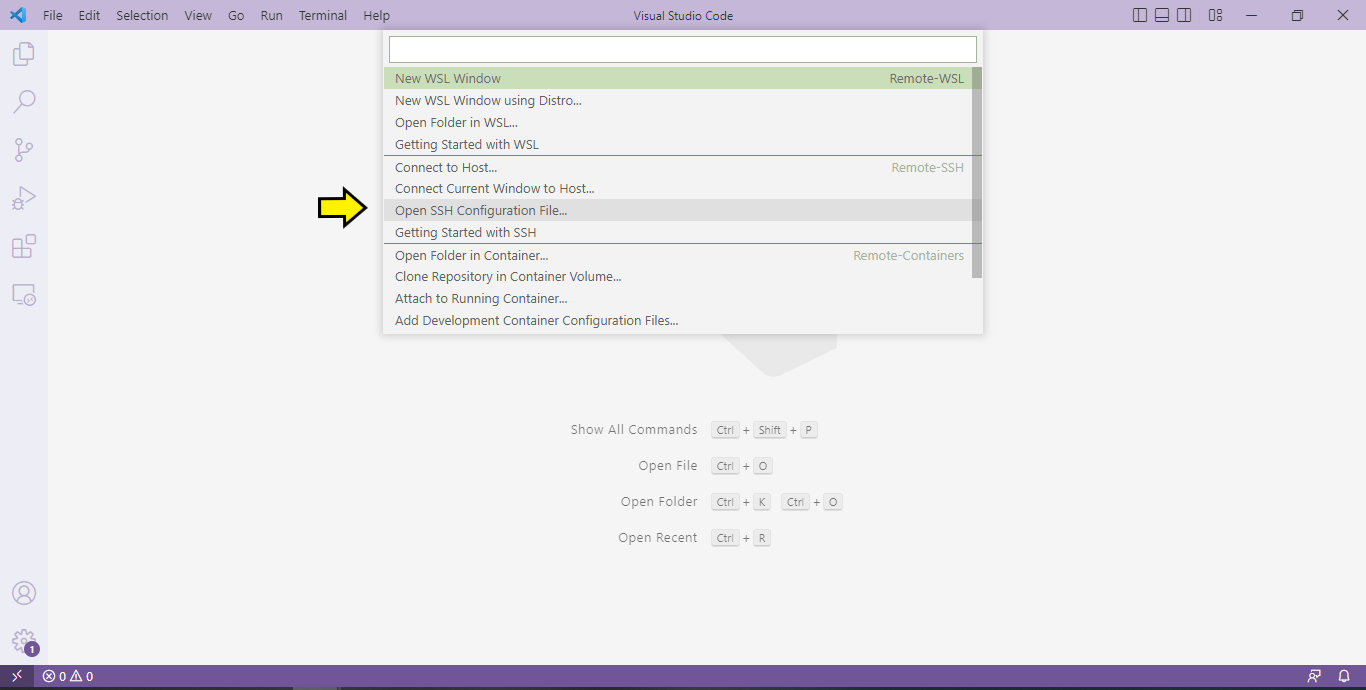 File Edit Selection View Go Run Terminal Help Visual Studio Code
New WSL Window Remote-WSL
New WSL Window using Distro...
Open Folder in WSL...
Getting Started with WSL
Connect to Host... Remote-SSH
Connect Current Window to Host...
Open SSH Configuration File...
Getting Started with SSH
Open Folder in Container... Remote-Containers
Clone Repository in Container Volume...
Attach to Running Container...
Add Development Container Configuration Files...
Show All Commands Ctrl + Shift + P
Open File Ctrl + O
Open Folder Ctrl + K Ctrl + O
Open Recent Ctrl + R
1
0 0